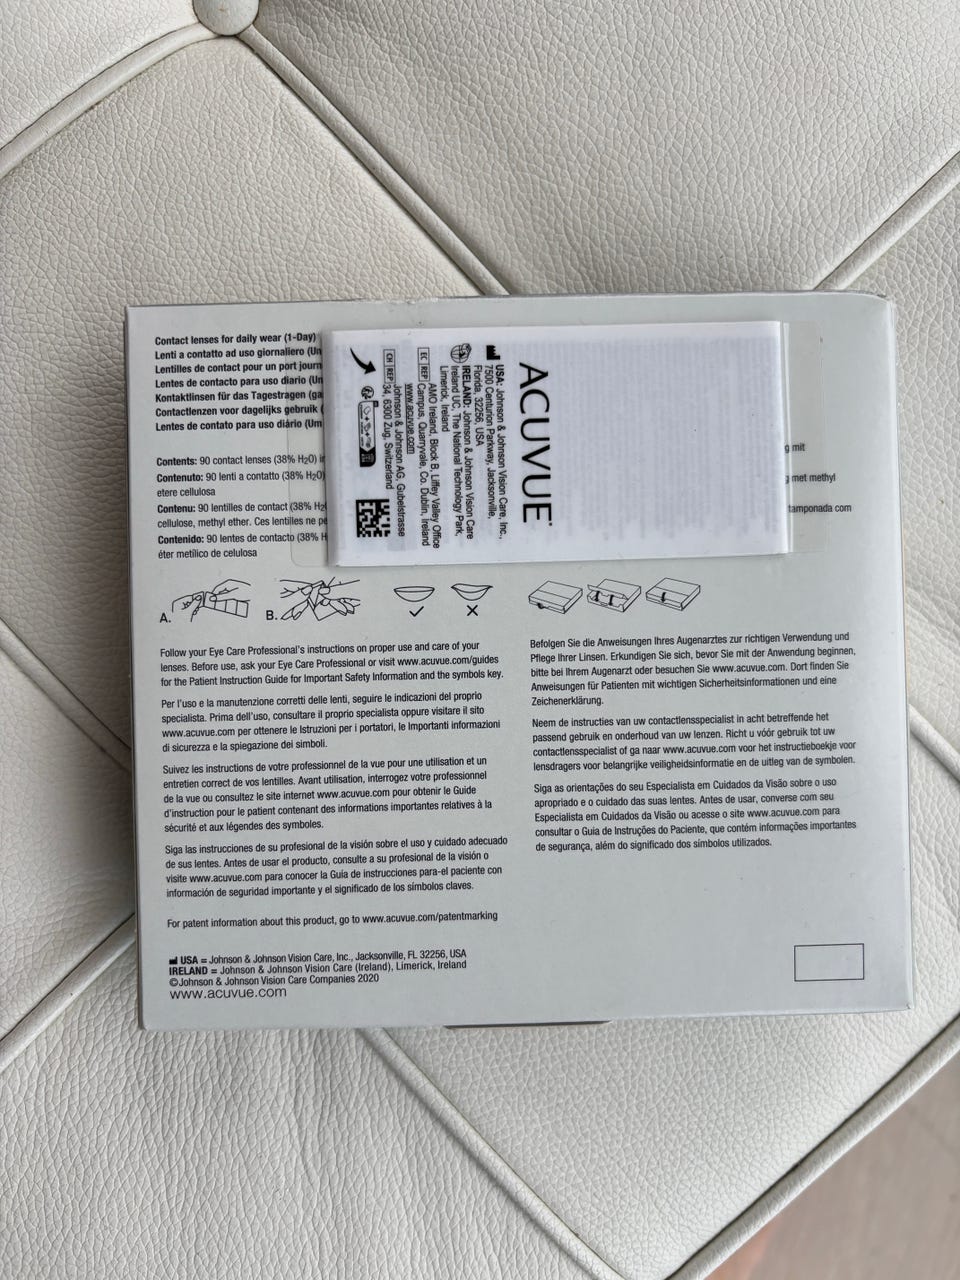 Contact lenses for daily wear (1-Day)
Lenti a contatto ad uso giornaliero (Un
Lentilles de contact pour un port journ
Lentes de contacto para uso diario (Un
Kontaktlinsen für das Tagestragen (ga
Contactlenzen voor dagelijks gebruik (
Lentes de contato para uso diário (Um
Contents: 90 contact lenses (38% H₂O) in
Contenuto: 90 lenti a contatto (38% H₂O)
etere cellulosa
Contenu: 90 lentilles de contact (38% H₂
cellulose, methyl ether. Ces lentilles ne pe
Contenido: 90 lentes de contacto (38% H
éter metílico de celulosa
g mit
g met methyl
tamponada com
ACUVUE®
USA: Johnson & Johnson Vision Care, Inc.,
7500 Centurion Parkway, Jacksonville,
Florida, 32256, USA
IRELAND: Johnson & Johnson Vision Care
Ireland UC, The National Technology Park,
Limerick, Ireland
EC REP AMO Ireland, Block B, Liffey Valley Office
Campus, Quarryvale, Co. Dublin, Ireland
www.acuvue.com
CH REP Johnson & Johnson AG, Gubelstrasse
34, 6300 Zug, Switzerland
A. B.
Follow your Eye Care Professional's instructions on proper use and care of your
lenses. Before use, ask your Eye Care Professional or visit www.acuvue.com/guides
for the Patient Instruction Guide for Important Safety Information and the symbols key.
Per l'uso e la manutenzione corretti delle lenti, seguire le indicazioni del proprio
specialista. Prima dell'uso, consultare il proprio specialista oppure visitare il sito
www.acuvue.com per ottenere le Istruzioni per i portatori, le Importanti informazioni
di sicurezza e la spiegazione dei simboli.
Suivez les instructions de votre professionnel de la vue pour une utilisation et un
entretien correct de vos lentilles. Avant utilisation, interrogez votre professionnel
de la vue ou consultez le site internet www.acuvue.com pour obtenir le Guide
d'instruction pour le patient contenant des informations importantes relatives à la
sécurité et aux légendes des symboles.
Siga las instrucciones de su profesional de la visión sobre el uso y cuidado adecuado
de sus lentes. Antes de usar el producto, consulte a su profesional de la visión o
visite www.acuvue.com para conocer la Guía de instrucciones para-el paciente con
información de seguridad importante y el significado de los símbolos claves.
For patent information about this product, go to www.acuvue.com/patentmarking
USA = Johnson & Johnson Vision Care, Inc., Jacksonville, FL 32256, USA
IRELAND = Johnson & Johnson Vision Care (Ireland), Limerick, Ireland
©Johnson & Johnson Vision Care Companies 2020
www.acuvue.com
Befolgen Sie die Anweisungen Ihres Augenarztes zur richtigen Verwendung und
Pflege Ihrer Linsen. Erkundigen Sie sich, bevor Sie mit der Anwendung beginnen,
bitte bei Ihrem Augenarzt oder besuchen Sie www.acuvue.com. Dort finden Sie
Anweisungen für Patienten mit wichtigen Sicherheitsinformationen und eine
Zeichenerklärung.
Neem de instructies van uw contactlensspecialist in acht betreffende het
passend gebruik en onderhoud van uw lenzen. Richt u vóór gebruik tot uw
contactlensspecialist of ga naar www.acuvue.com voor het instructieboekje voor
lensdragers voor belangrijke veiligheidsinformatie en de uitleg van de symbolen.
Siga as orientações do seu Especialista em Cuidados da Visão sobre o uso
apropriado e o cuidado das suas lentes. Antes de usar, converse com seu
Especialista em Cuidados da Visão ou acesse o site www.acuvue.com para
consultar o Guia de Instruções do Paciente, que contém informações importantes
de segurança, além do significado dos símbolos utilizados.